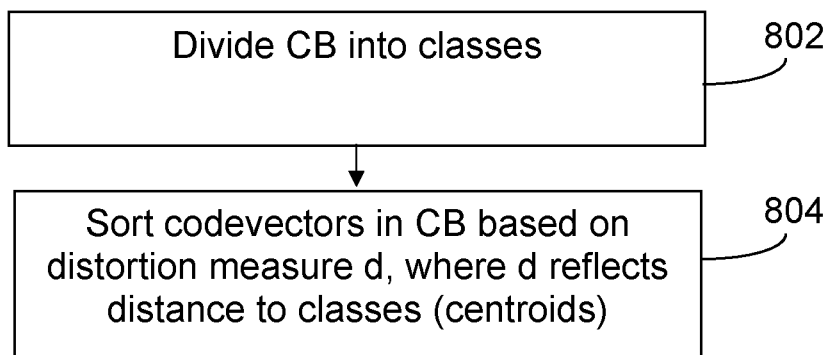 Divide CB into classes
802
Sort codevectors in CB based on
distortion measure d, where d reflects
distance to classes (centroids)
804